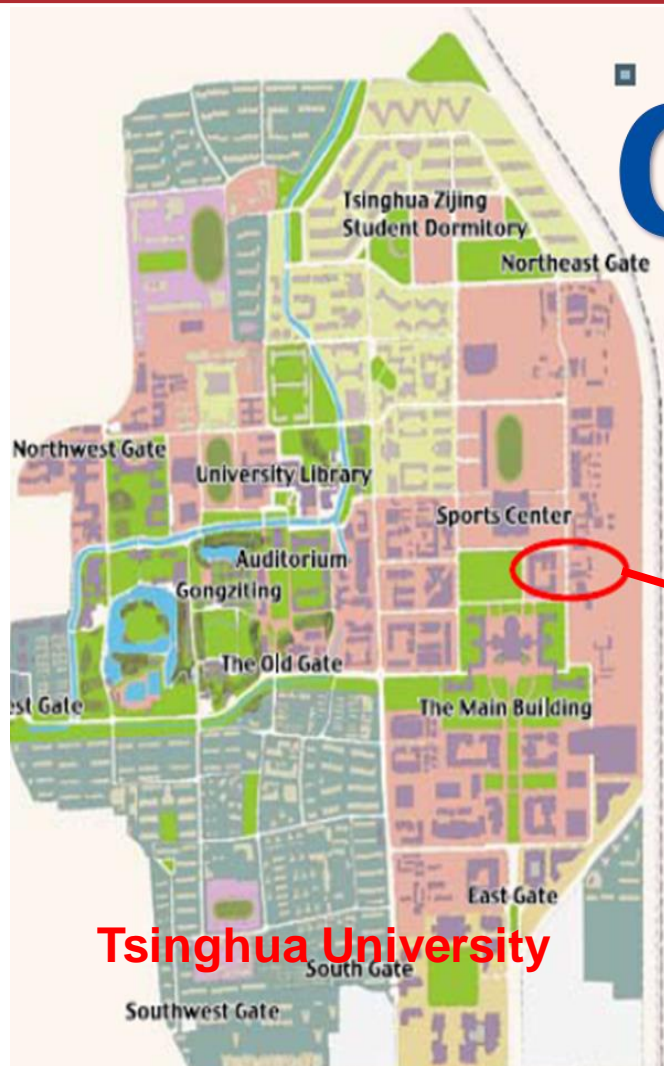 Tsinghua Zijing
Student Dormitory
Northeast Gate
Northwest Gate
University Library
Sports Center
Auditorium
Gongziting
The Old Gate
Gate
The Main Building
East Gate
Tsinghua University
South Gate
Southwest Gate